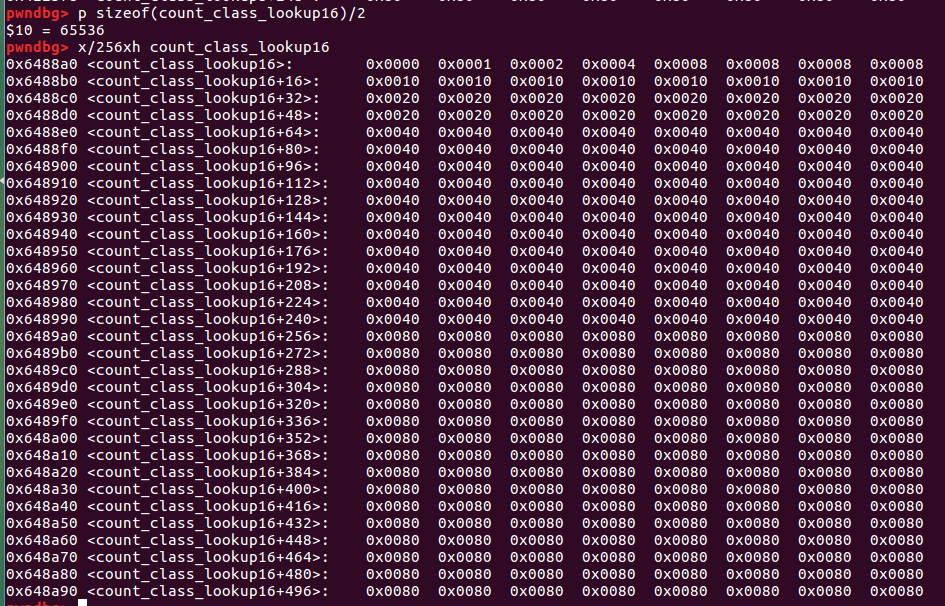 pwndbg> p sizeof(count_class_lookup16)/2
$10 = 65536
pwndbg> x/256xh count_class_lookup16
0x6488a0 <count_class_lookup16>: 0x0000 0x0001 0x0002 0x0004 0x0008 0x0008 0x0008 0x0008
0x6488b0 <count_class_lookup16+16>: 0x0010 0x0010 0x0010 0x0010 0x0010 0x0010 0x0010 0x0010
0x6488c0 <count_class_lookup16+32>: 0x0020 0x0020 0x0020 0x0020 0x0020 0x0020 0x0020 0x0020
0x6488d0 <count_class_lookup16+48>: 0x0020 0x0020 0x0020 0x0020 0x0020 0x0020 0x0020 0x0020
0x6488e0 <count_class_lookup16+64>: 0x0040 0x0040 0x0040 0x0040 0x0040 0x0040 0x0040 0x0040
0x6488f0 <count_class_lookup16+80>: 0x0040 0x0040 0x0040 0x0040 0x0040 0x0040 0x0040 0x0040
0x648900 <count_class_lookup16+96>: 0x0040 0x0040 0x0040 0x0040 0x0040 0x0040 0x0040 0x0040
0x648910 <count_class_lookup16+112>: 0x0040 0x0040 0x0040 0x0040 0x0040 0x0040 0x0040 0x0040
0x648920 <count_class_lookup16+128>: 0x0040 0x0040 0x0040 0x0040 0x0040 0x0040 0x0040 0x0040
0x648930 <count_class_lookup16+144>: 0x0040 0x0040 0x0040 0x0040 0x0040 0x0040 0x0040 0x0040
0x648940 <count_class_lookup16+160>: 0x0040 0x0040 0x0040 0x0040 0x0040 0x0040 0x0040 0x0040
0x648950 <count_class_lookup16+176>: 0x0040 0x0040 0x0040 0x0040 0x0040 0x0040 0x0040 0x0040
0x648960 <count_class_lookup16+192>: 0x0040 0x0040 0x0040 0x0040 0x0040 0x0040 0x0040 0x0040
0x648970 <count_class_lookup16+208>: 0x0040 0x0040 0x0040 0x0040 0x0040 0x0040 0x0040 0x0040
0x648980 <count_class_lookup16+224>: 0x0040 0x0040 0x0040 0x0040 0x0040 0x0040 0x0040 0x0040
0x648990 <count_class_lookup16+240>: 0x0040 0x0040 0x0040 0x0040 0x0040 0x0040 0x0040 0x0040
0x6489a0 <count_class_lookup16+256>: 0x0080 0x0080 0x0080 0x0080 0x0080 0x0080 0x0080 0x0080
0x6489b0 <count_class_lookup16+272>: 0x0080 0x0080 0x0080 0x0080 0x0080 0x0080 0x0080 0x0080
0x6489c0 <count_class_lookup16+288>: 0x0080 0x0080 0x0080 0x0080 0x0080 0x0080 0x0080 0x0080
0x6489d0 <count_class_lookup16+304>: 0x0080 0x0080 0x0080 0x0080 0x0080 0x0080 0x0080 0x0080
0x6489e0 <count_class_lookup16+320>: 0x0080 0x0080 0x0080 0x0080 0x0080 0x0080 0x0080 0x0080
0x6489f0 <count_class_lookup16+336>: 0x0080 0x0080 0x0080 0x0080 0x0080 0x0080 0x0080 0x0080
0x648a00 <count_class_lookup16+352>: 0x0080 0x0080 0x0080 0x0080 0x0080 0x0080 0x0080 0x0080
0x648a10 <count_class_lookup16+368>: 0x0080 0x0080 0x0080 0x0080 0x0080 0x0080 0x0080 0x0080
0x648a20 <count_class_lookup16+384>: 0x0080 0x0080 0x0080 0x0080 0x0080 0x0080 0x0080 0x0080
0x648a30 <count_class_lookup16+400>: 0x0080 0x0080 0x0080 0x0080 0x0080 0x0080 0x0080 0x0080
0x648a40 <count_class_lookup16+416>: 0x0080 0x0080 0x0080 0x0080 0x0080 0x0080 0x0080 0x0080
0x648a50 <count_class_lookup16+432>: 0x0080 0x0080 0x0080 0x0080 0x0080 0x0080 0x0080 0x0080
0x648a60 <count_class_lookup16+448>: 0x0080 0x0080 0x0080 0x0080 0x0080 0x0080 0x0080 0x0080
0x648a70 <count_class_lookup16+464>: 0x0080 0x0080 0x0080 0x0080 0x0080 0x0080 0x0080 0x0080
0x648a80 <count_class_lookup16+480>: 0x0080 0x0080 0x0080 0x0080 0x0080 0x0080 0x0080 0x0080
0x648a90 <count_class_lookup16+496>: 0x0080 0x0080 0x0080 0x0080 0x0080 0x0080 0x0080 0x0080